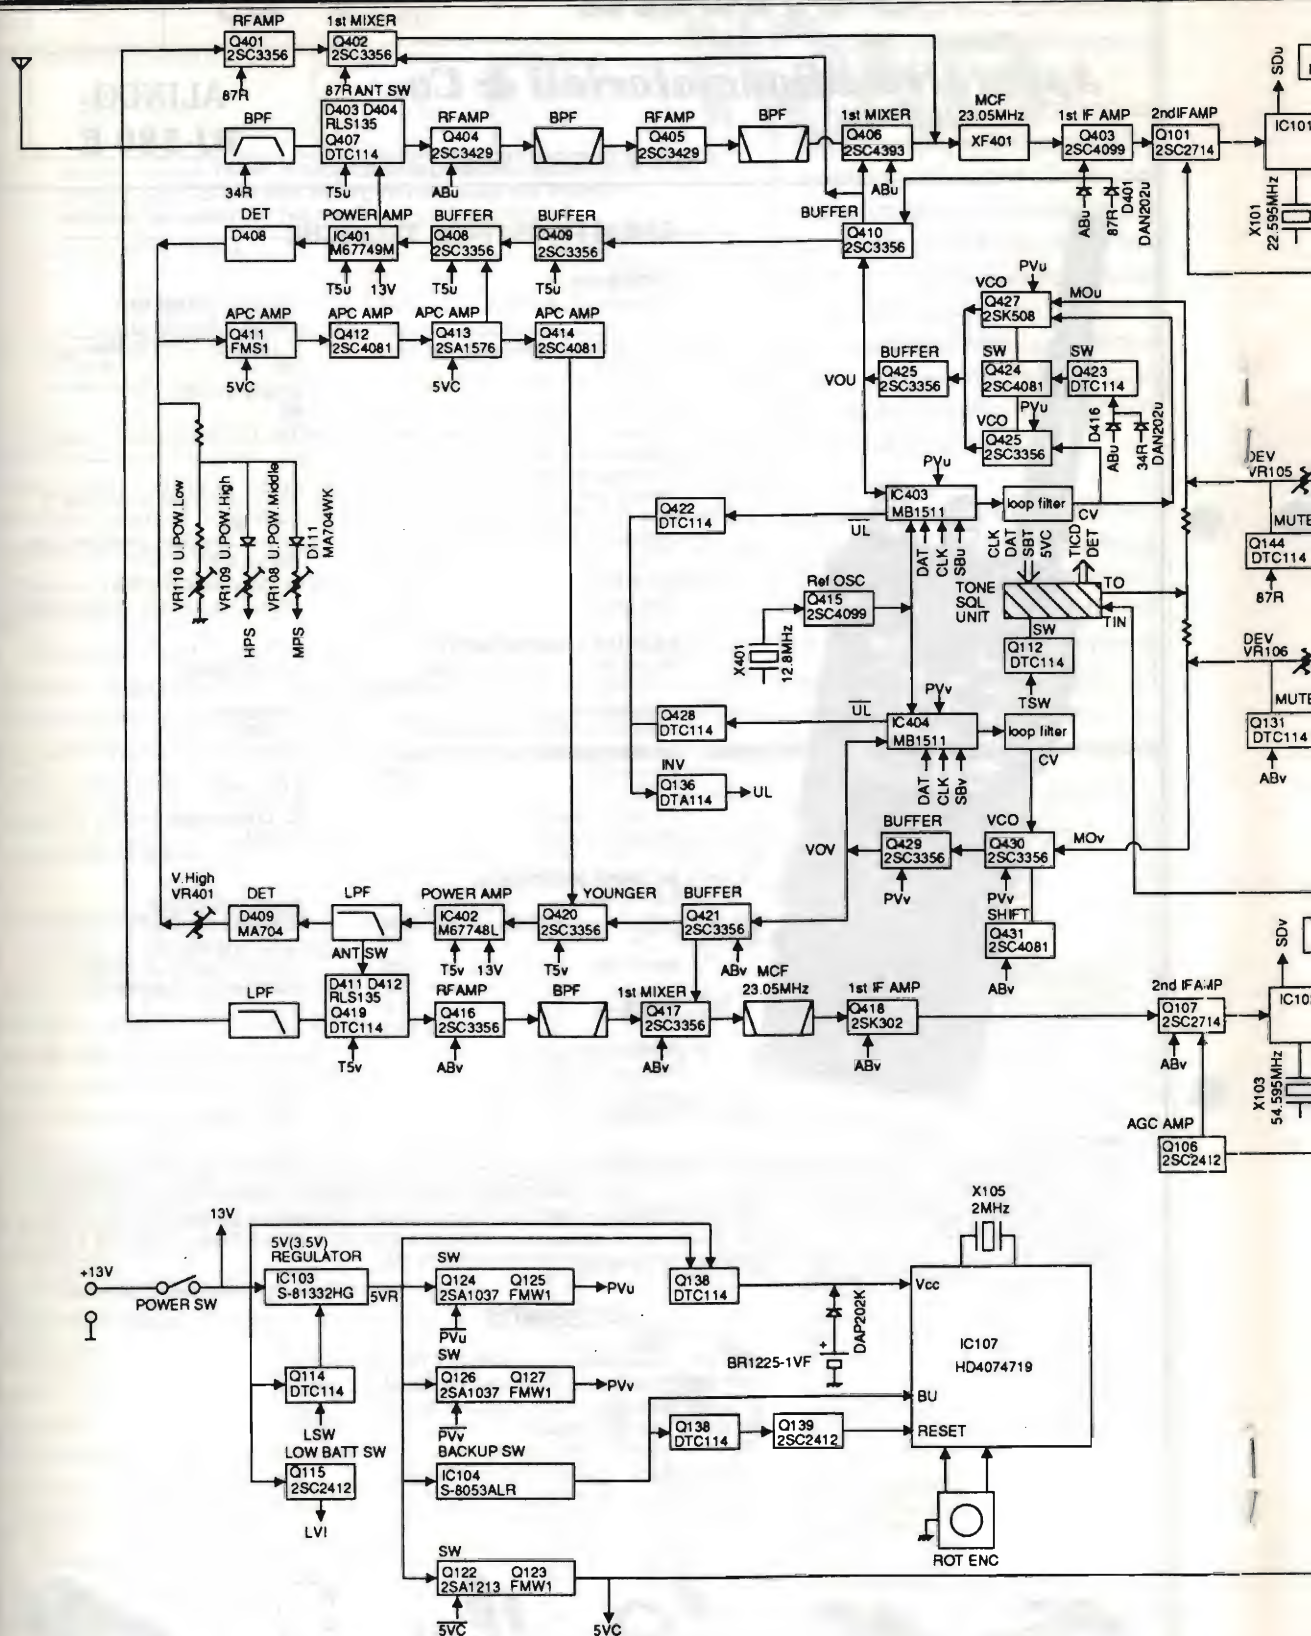 RF AMP
Q401
2SC3356
87R
1st MIXER
Q402
2SC3356
87R
ANT SW
D403 D404
RLS135
Q407
DTC114
T5u
BPF
34R
RF AMP
Q404
2SC3429
ABu
BPF
RF AMP
Q405
2SC3429
BPF
1st MIXER
Q406
2SC4393
ABu
MCF
23.05MHz
XF401
1st IF AMP
Q403
2SC4099
ABu
87R
D401
DAN202u
2nd IF AMP
Q101
2SC2714
SDu
IC101
X101
22.595MHz
DET
D408
POWER AMP
IC401
M67749M
T5u
13V
BUFFER
Q408
2SC3356
T5u
BUFFER
Q409
2SC3356
T5u
BUFFER
Q410
2SC3356
APC AMP
Q411
FMS1
5VC
APC AMP
Q412
2SC4081
APC AMP
Q413
2SA1576
5VC
APC AMP
Q414
2SC4081
VCO
PVu
Q427
2SK508
MOu
BUFFER
Q425
2SC3356
VOU
SW
Q424
2SC4081
SW
Q423
DTC114
VCO
PVu
Q425
2SC3356
D416
ABu
34R
DAN202u
VR110 U.POW.Low
VR109 U.POW.High
VR108 U.POW.Middle
D111
MA704WK
HPS
MPS
Q422
DTC114
UL
PVu
IC403
MB1511
DAT
CLK
SBu
loop filter
CV
CLK
DAT
SBT
5VC
TICD
DET
DEV
VR105
MUTE
Q144
DTC114
87R
Ref OSC
Q415
2SC4099
X401
12.8MHz
TONE
SQL
UNIT
TO
TIN
SW
Q112
DTC114
TSW
DEV
VR106
MUTE
Q131
DTC114
ABv
Q428
DTC114
UL
PVv
IC404
MB1511
DAT
CLK
SBv
loop filter
CV
INV
Q136
DTA114
UL
VOV
BUFFER
Q429
2SC3356
PVv
VCO
Q430
2SC3356
MOv
PVv
SHIFT
Q431
2SC4081
ABv
V.High
VR401
DET
D409
MA704
LPF
POWER AMP
IC402
M67748L
T5v
13V
YOUNGER
Q420
2SC3356
T5v
BUFFER
Q421
2SC3356
ABv
ANT SW
D411 D412
RLS135
Q419
DTC114
T5v
LPF
RF AMP
Q416
2SC3356
ABv
BPF
1st MIXER
Q417
2SC3356
ABv
MCF
23.05MHz
1st IF AMP
Q418
2SK302
ABv
2nd IF AMP
Q107
2SC2714
ABv
SDv
X103
54.595MHz
AGC AMP
Q106
2SC2412
+13V
POWER SW
13V
5V(3.5V)
REGULATOR
IC103
S-81332HG
5VR
Q114
DTC114
LSW
LOW BATT SW
Q115
2SC2412
LVI
SW
Q124 Q125
2SA1037 FMW1
PVu
PVu
SW
Q126 Q127
2SA1037 FMW1
PVv
PVv
BACKUP SW
IC104
S-8053ALR
SW
Q122 Q123
2SA1213 FMW1
5VC
5VC
Q138
DTC114
DAP202K
BR1225-1VF
+
Q138
DTC114
Q139
2SC2412
X105
2MHz
Vcc
IC107
HD4074719
BU
RESET
ROT ENC